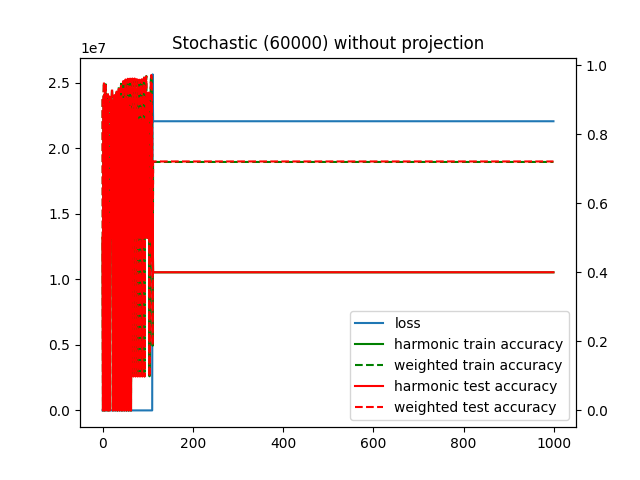 Stochastic (60000) without projection
1e7
2.5
2.0
1.5
1.0
0.5
0.0
1.0
0.8
0.6
0.4
0.2
0.0
loss
harmonic train accuracy
weighted train accuracy
harmonic test accuracy
weighted test accuracy
0 200 400 600 800 1000